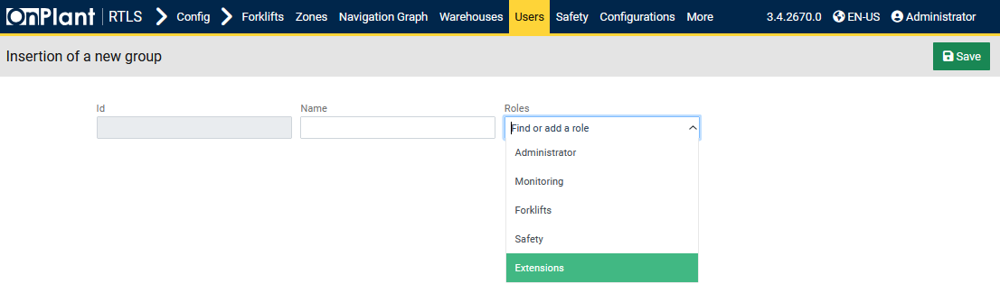 OnPlant RTLS Config Forklifts Zones Navigation Graph Warehouses Users Safety Configurations More 3.4.2670.0 EN-US Administrator
Insertion of a new group Save
Id Name Roles
Find or add a role
Administrator
Monitoring
Forklifts
Safety
Extensions